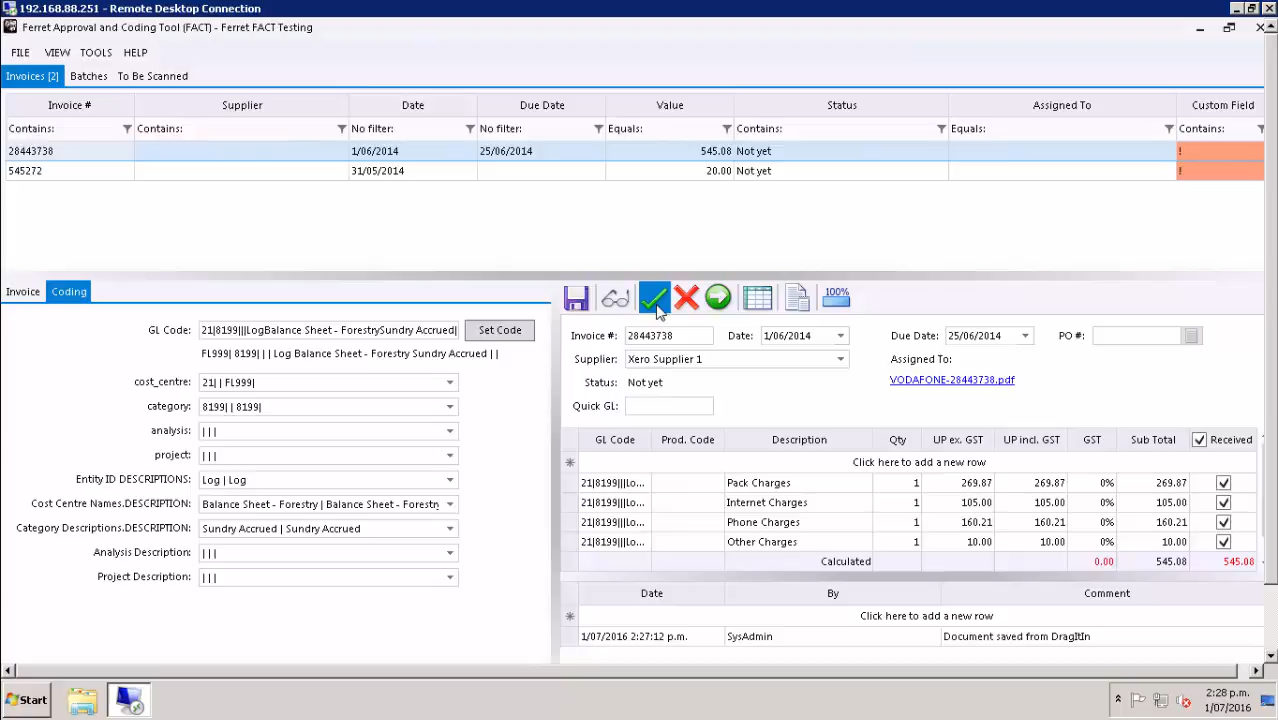 192.168.88.251 - Remote Desktop Connection
Ferret Approval and Coding Tool (FACT) - Ferret FACT Testing
FILE VIEW TOOLS HELP
Invoices [2] Batches To Be Scanned
Invoice # Supplier Date Due Date Value Status Assigned To Custom Field
Contains: Contains: No filter: No filter: Equals: Contains: Equals: Contains:
28443738 1/06/2014 25/06/2014 545.08 Not yet !
545272 31/05/2014 20.00 Not yet !
Invoice Coding
GL Code: 21|8199|||LogBalance Sheet - ForestrySundry Accrued| Set Code
FL999| 8199| | | Log Balance Sheet - Forestry Sundry Accrued | |
cost_centre: 21| | FL999|
category: 8199| | 8199|
analysis: | | |
project: | | |
Entity ID DESCRIPTIONS: Log | Log
Cost Centre Names.DESCRIPTION: Balance Sheet - Forestry | Balance Sheet - Forestry
Category Descriptions.DESCRIPTION: Sundry Accrued | Sundry Accrued
Analysis Description: | | |
Project Description: | | |
100%
Invoice #: 28443738 Date: 1/06/2014 Due Date: 25/06/2014 PO #:
Supplier: Xero Supplier 1 Assigned To:
Status: Not yet VODAFONE-28443738.pdf
Quick GL:
GL Code Prod. Code Description Qty UP ex. GST UP incl. GST GST Sub Total Received
Click here to add a new row
21|8199|||Lo... Pack Charges 1 269.87 269.87 0% 269.87
21|8199|||Lo... Internet Charges 1 105.00 105.00 0% 105.00
21|8199|||Lo... Phone Charges 1 160.21 160.21 0% 160.21
21|8199|||Lo... Other Charges 1 10.00 10.00 0% 10.00
Calculated 0.00 545.08 545.08
Date By Comment
Click here to add a new row
1/07/2016 2:27:12 p.m. SysAdmin Document saved from DragItIn
Start 2:28 p.m.
1/07/2016